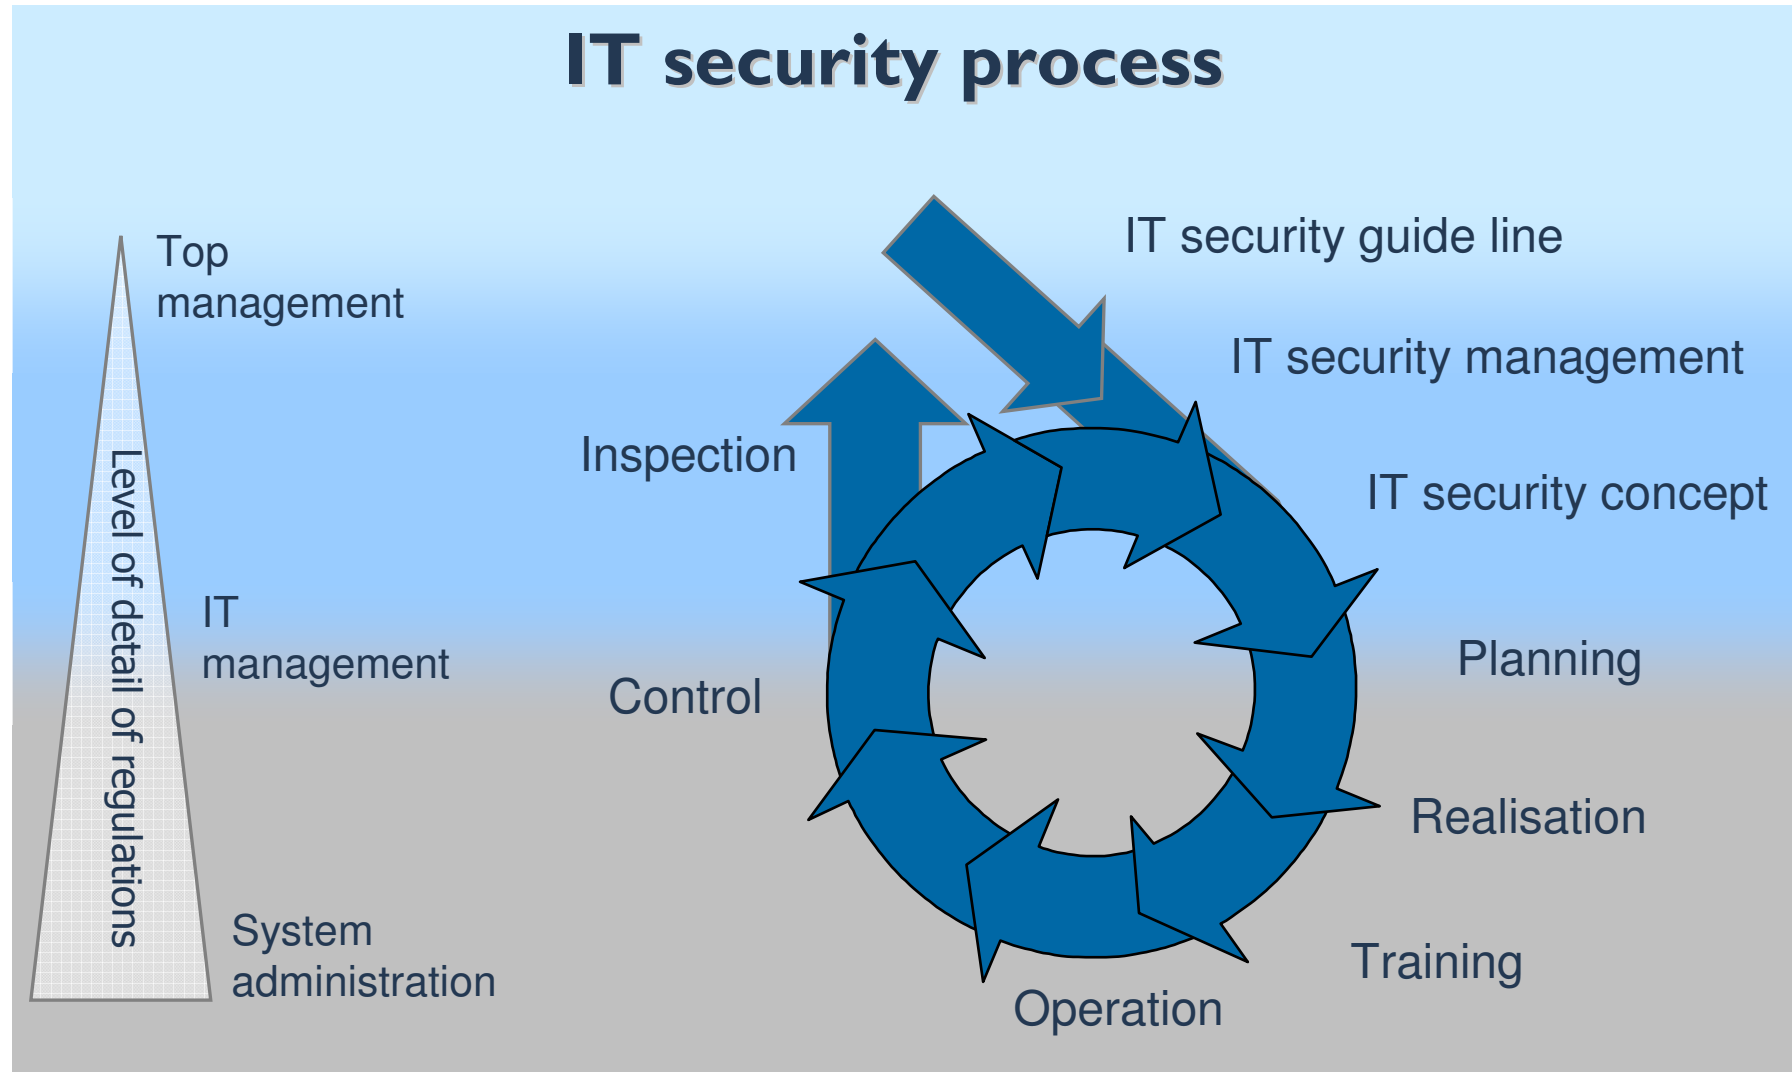 IT security process
Top
management
IT
management
System
administration
Level of detail of regulations
IT security guide line
IT security management
IT security concept
Planning
Realisation
Training
Operation
Control
Inspection